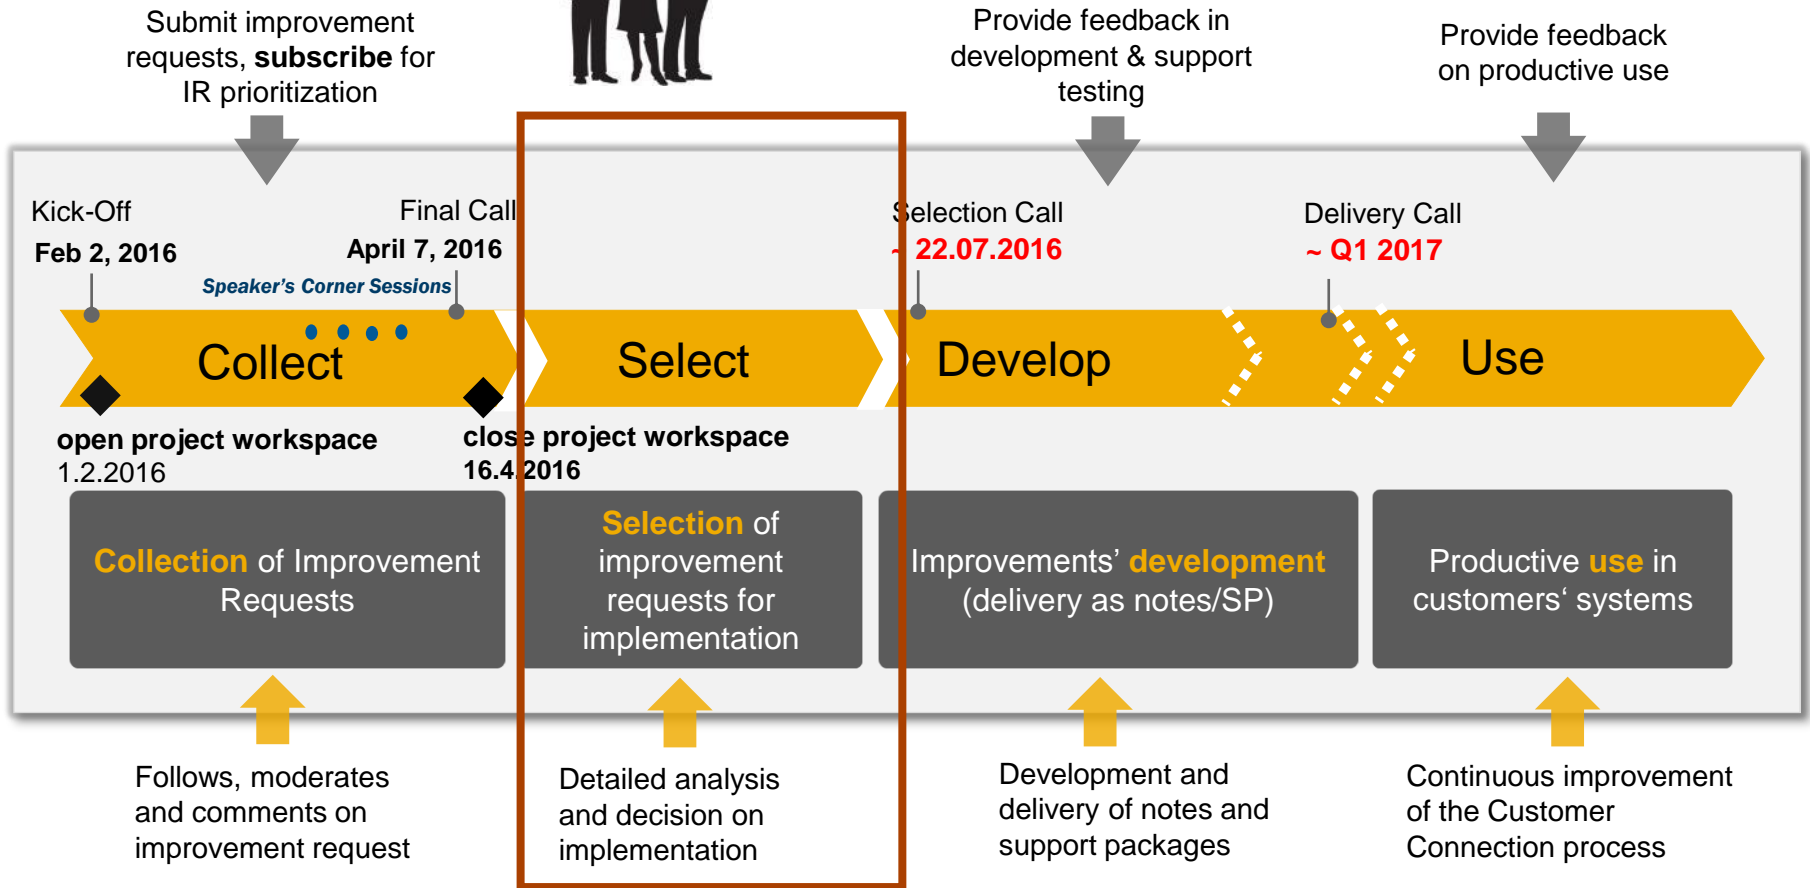 Submit improvement
requests, subscribe for
IR prioritization
Provide feedback in
development & support
testing
Provide feedback
on productive use
Kick-Off
Feb 2, 2016
Final Call
April 7, 2016
Speaker’s Corner Sessions
Selection Call
~ 22.07.2016
Delivery Call
~ Q1 2017
Collect
Select
Develop
Use
open project workspace
1.2.2016
close project workspace
16.4.2016
Collection of Improvement
Requests
Selection of
improvement
requests for
implementation
Improvements’ development
(delivery as notes/SP)
Productive use in
customers‘ systems
Follows, moderates
and comments on
improvement request
Detailed analysis
and decision on
implementation
Development and
delivery of notes and
support packages
Continuous improvement
of the Customer
Connection process